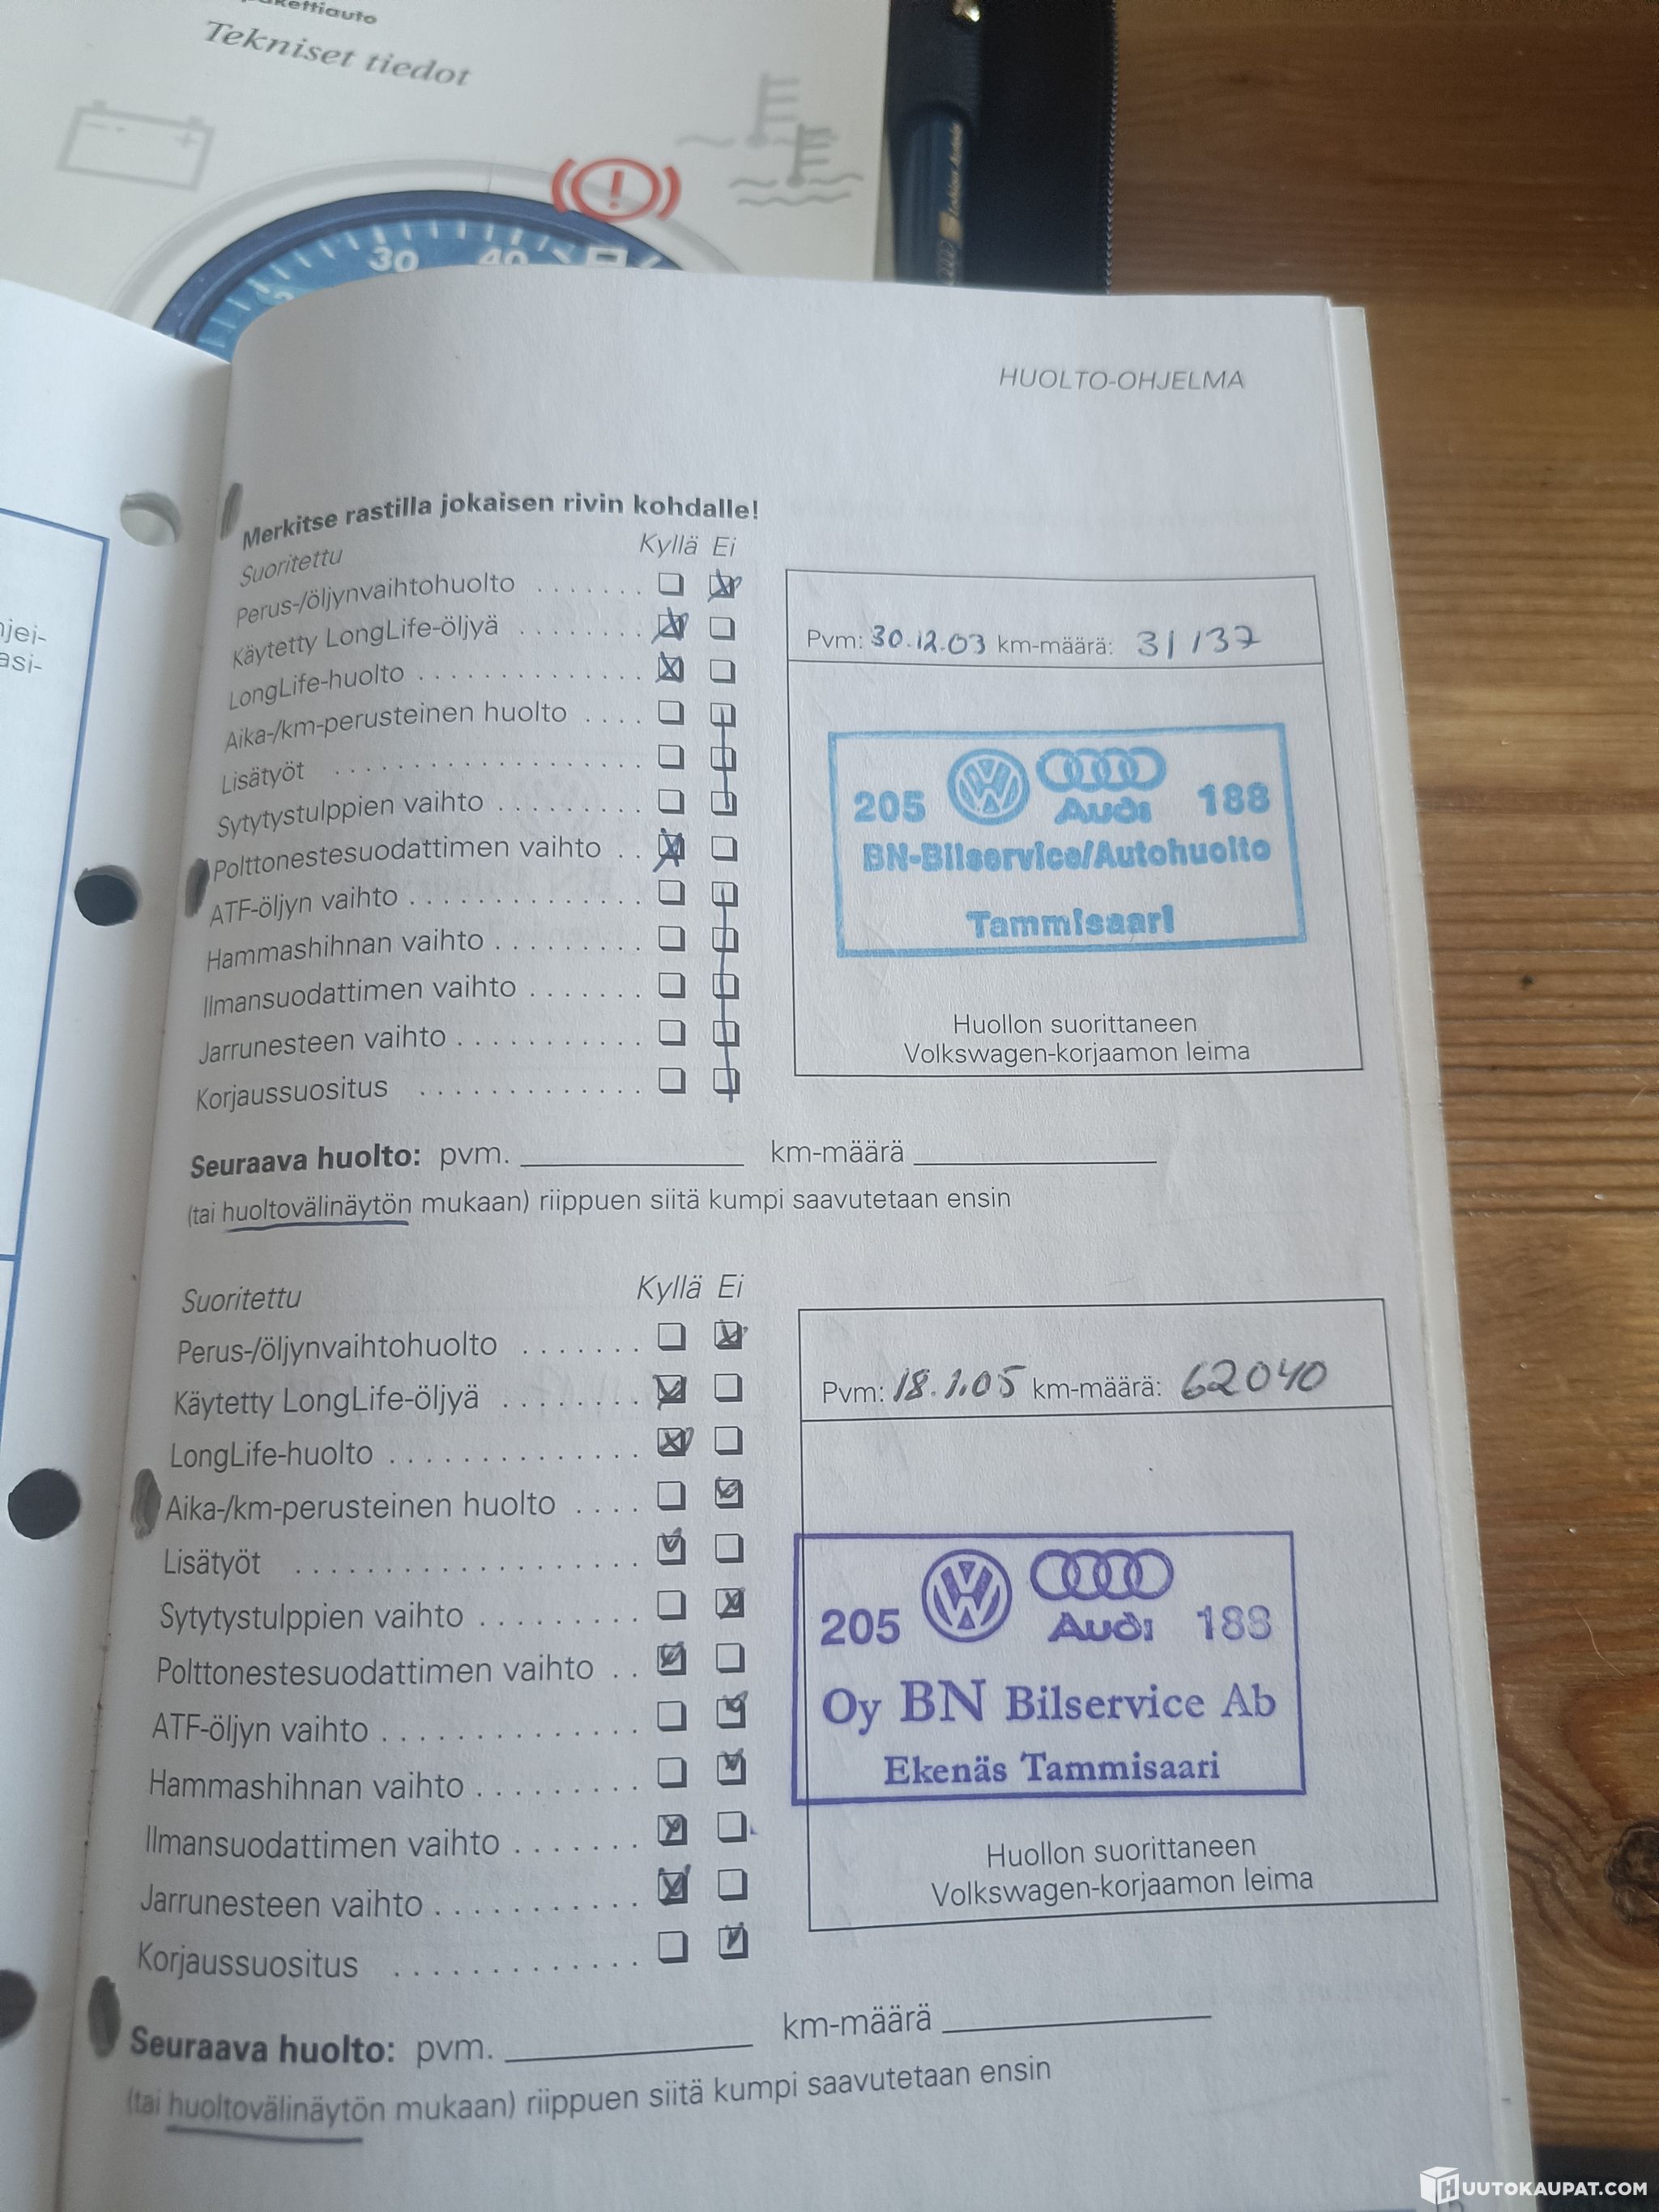 Tekniset tiedot
30 40
HUOLTO-OHJELMA
Merkitse rastilla jokaisen rivin kohdalle!
Suoritettu Kyllä Ei
Perus-/öljynvaihtohuolto .......
Käytetty LongLife-öljyä ........
LongLife-huolto ..............
Aika-/km-perusteinen huolto ....
Lisätyöt ...................
Sytytystulppien vaihto .........
Polttonestesuodattimen vaihto ..
ATF-öljyn vaihto ..............
Hammashihnan vaihto .........
Ilmansuodattimen vaihto .......
Jarrunesteen vaihto ...........
Korjaussuositus .............
Pvm: 30.12.03 km-määrä: 31137
205 Audi 188
BN-Bilservice/Autohuolto
Tammisaari
Huollon suorittaneen
Volkswagen-korjaamon leima
Seuraava huolto: pvm. ________ km-määrä ________
(tai huoltovälinäytön mukaan) riippuen siitä kumpi saavutetaan ensin
Suoritettu Kyllä Ei
Perus-/öljynvaihtohuolto .......
Käytetty LongLife-öljyä ........
LongLife-huolto ..............
Aika-/km-perusteinen huolto ....
Lisätyöt ...................
Sytytystulppien vaihto .........
Polttonestesuodattimen vaihto ..
ATF-öljyn vaihto ..............
Hammashihnan vaihto .........
Ilmansuodattimen vaihto .......
Jarrunesteen vaihto ...........
Korjaussuositus .............
Pvm: 18.1.05 km-määrä: 62040
205 Audi 188
Oy BN Bilservice Ab
Ekenäs Tammisaari
Huollon suorittaneen
Volkswagen-korjaamon leima
Seuraava huolto: pvm. ________ km-määrä ________
(tai huoltovälinäytön mukaan) riippuen siitä kumpi saavutetaan ensin
HUUTOKAUPAT.COM